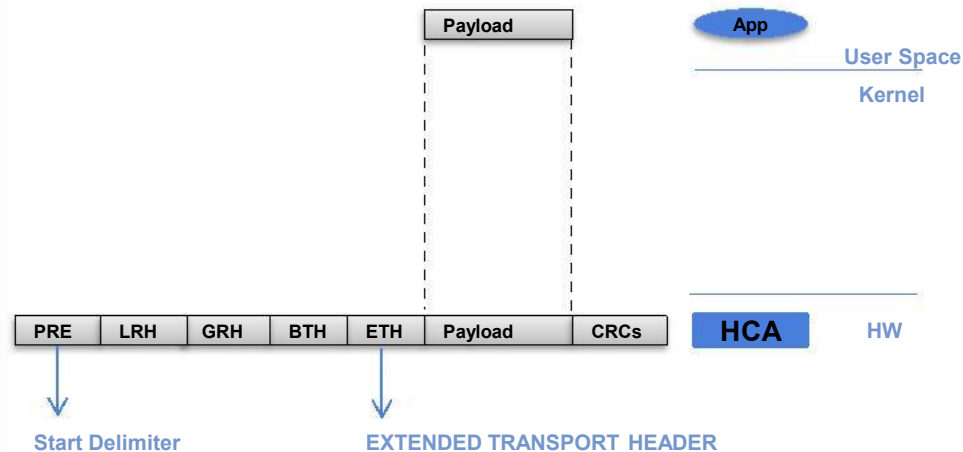 Payload
App
User Space
Kernel
PRE LRH GRH BTH ETH Payload CRCs
HCA
HW
Start Delimiter
EXTENDED TRANSPORT HEADER